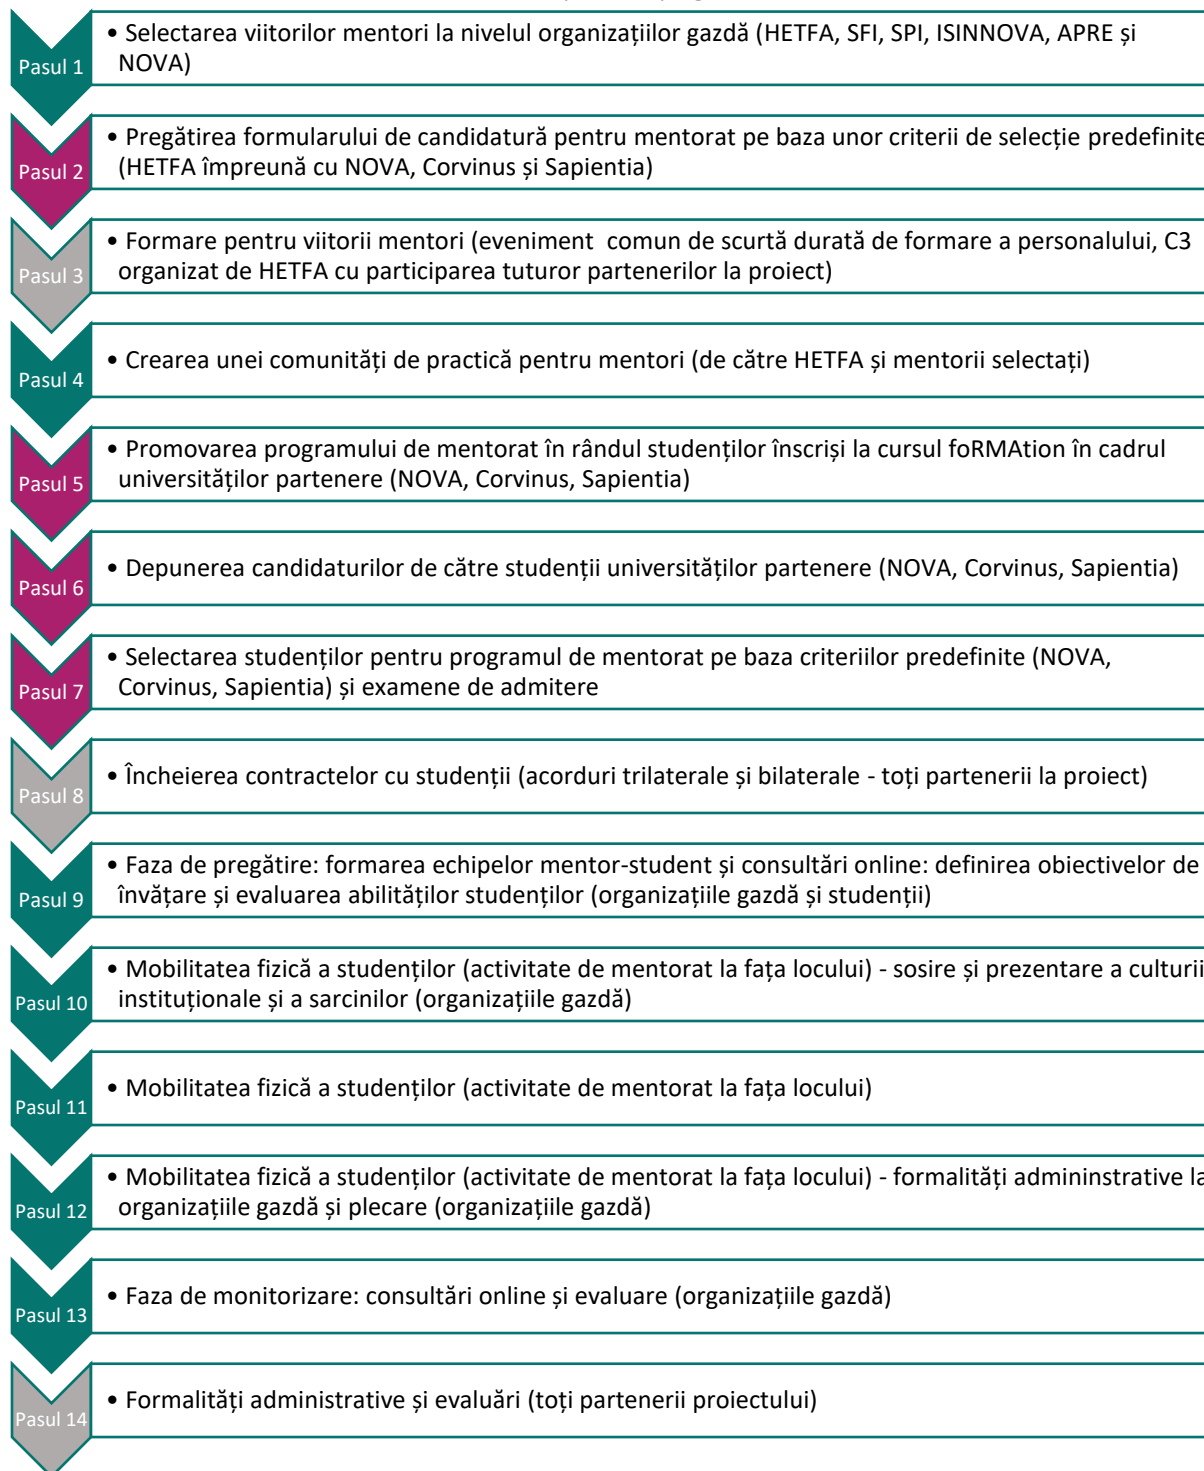 Pasul 1
• Selectarea viitorilor mentori la nivelul organizațiilor gazdă (HETFA, SFI, SPI, ISINNOVA, APRE și
NOVA)
Pasul 2
• Pregătirea formularului de candidatură pentru mentorat pe baza unor criterii de selecție predefinite
(HETFA împreună cu NOVA, Corvinus și Sapientia)
Pasul 3
• Formare pentru viitorii mentori (eveniment comun de scurtă durată de formare a personalului, C3
organizat de HETFA cu participarea tuturor partenerilor la proiect)
Pasul 4
• Crearea unei comunități de practică pentru mentori (de către HETFA și mentorii selectați)
Pasul 5
• Promovarea programului de mentorat în rândul studenților înscriși la cursul foRMAtion în cadrul
universităților partenere (NOVA, Corvinus, Sapientia)
Pasul 6
• Depunerea candidaturilor de către studenții universităților partenere (NOVA, Corvinus, Sapientia)
Pasul 7
• Selectarea studenților pentru programul de mentorat pe baza criteriilor predefinite (NOVA,
Corvinus, Sapientia) și examene de admitere
Pasul 8
• Încheierea contractelor cu studenții (acorduri trilaterale și bilaterale - toți partenerii la proiect)
Pasul 9
• Faza de pregătire: formarea echipelor mentor-student și consultări online: definirea obiectivelor de
învățare și evaluarea abilităților studenților (organizațiile gazdă și studenții)
Pasul 10
• Mobilitatea fizică a studenților (activitate de mentorat la fața locului) - sosire și prezentare a culturii
instituționale și a sarcinilor (organizațiile gazdă)
Pasul 11
• Mobilitatea fizică a studenților (activitate de mentorat la fața locului)
Pasul 12
• Mobilitatea fizică a studenților (activitate de mentorat la fața locului) - formalități admininstrative la
organizațiile gazdă și plecare (organizațiile gazdă)
Pasul 13
• Faza de monitorizare: consultări online și evaluare (organizațiile gazdă)
Pasul 14
• Formalități administrative și evaluări (toți partenerii proiectului)